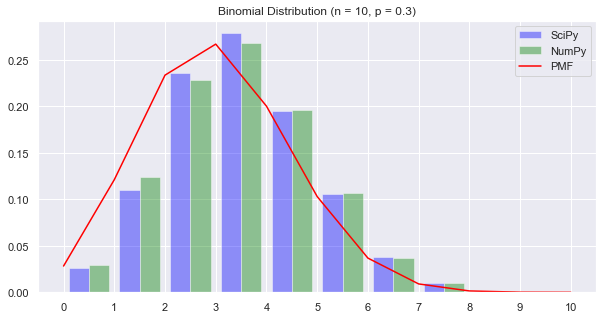 Binomial Distribution (n = 10, p = 0.3)
SciPy
NumPy
PMF
0.25
0.20
0.15
0.10
0.05
0.00
0 1 2 3 4 5 6 7 8 9 10